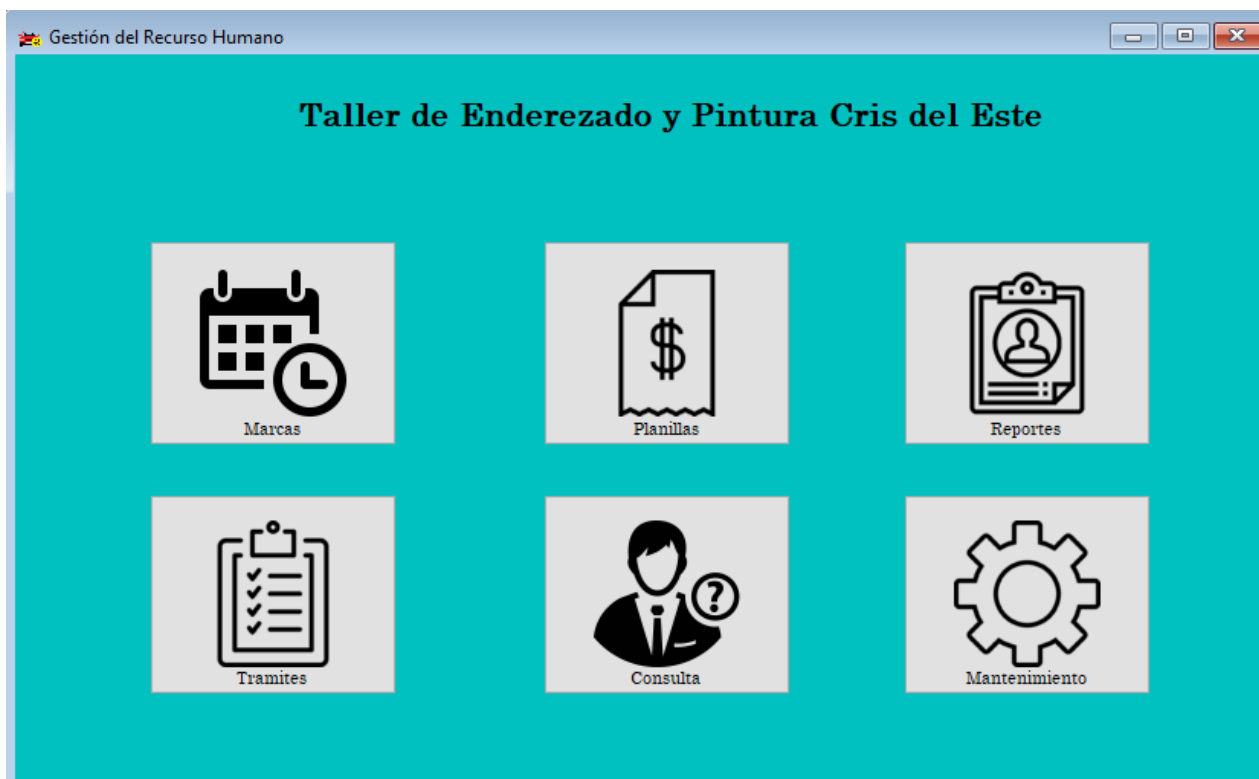 Gestión del Recurso Humano
Taller de Enderezado y Pintura Cris del Este
$
Marcas
Planillas
Reportes
?
Tramites
Consulta
Mantenimiento